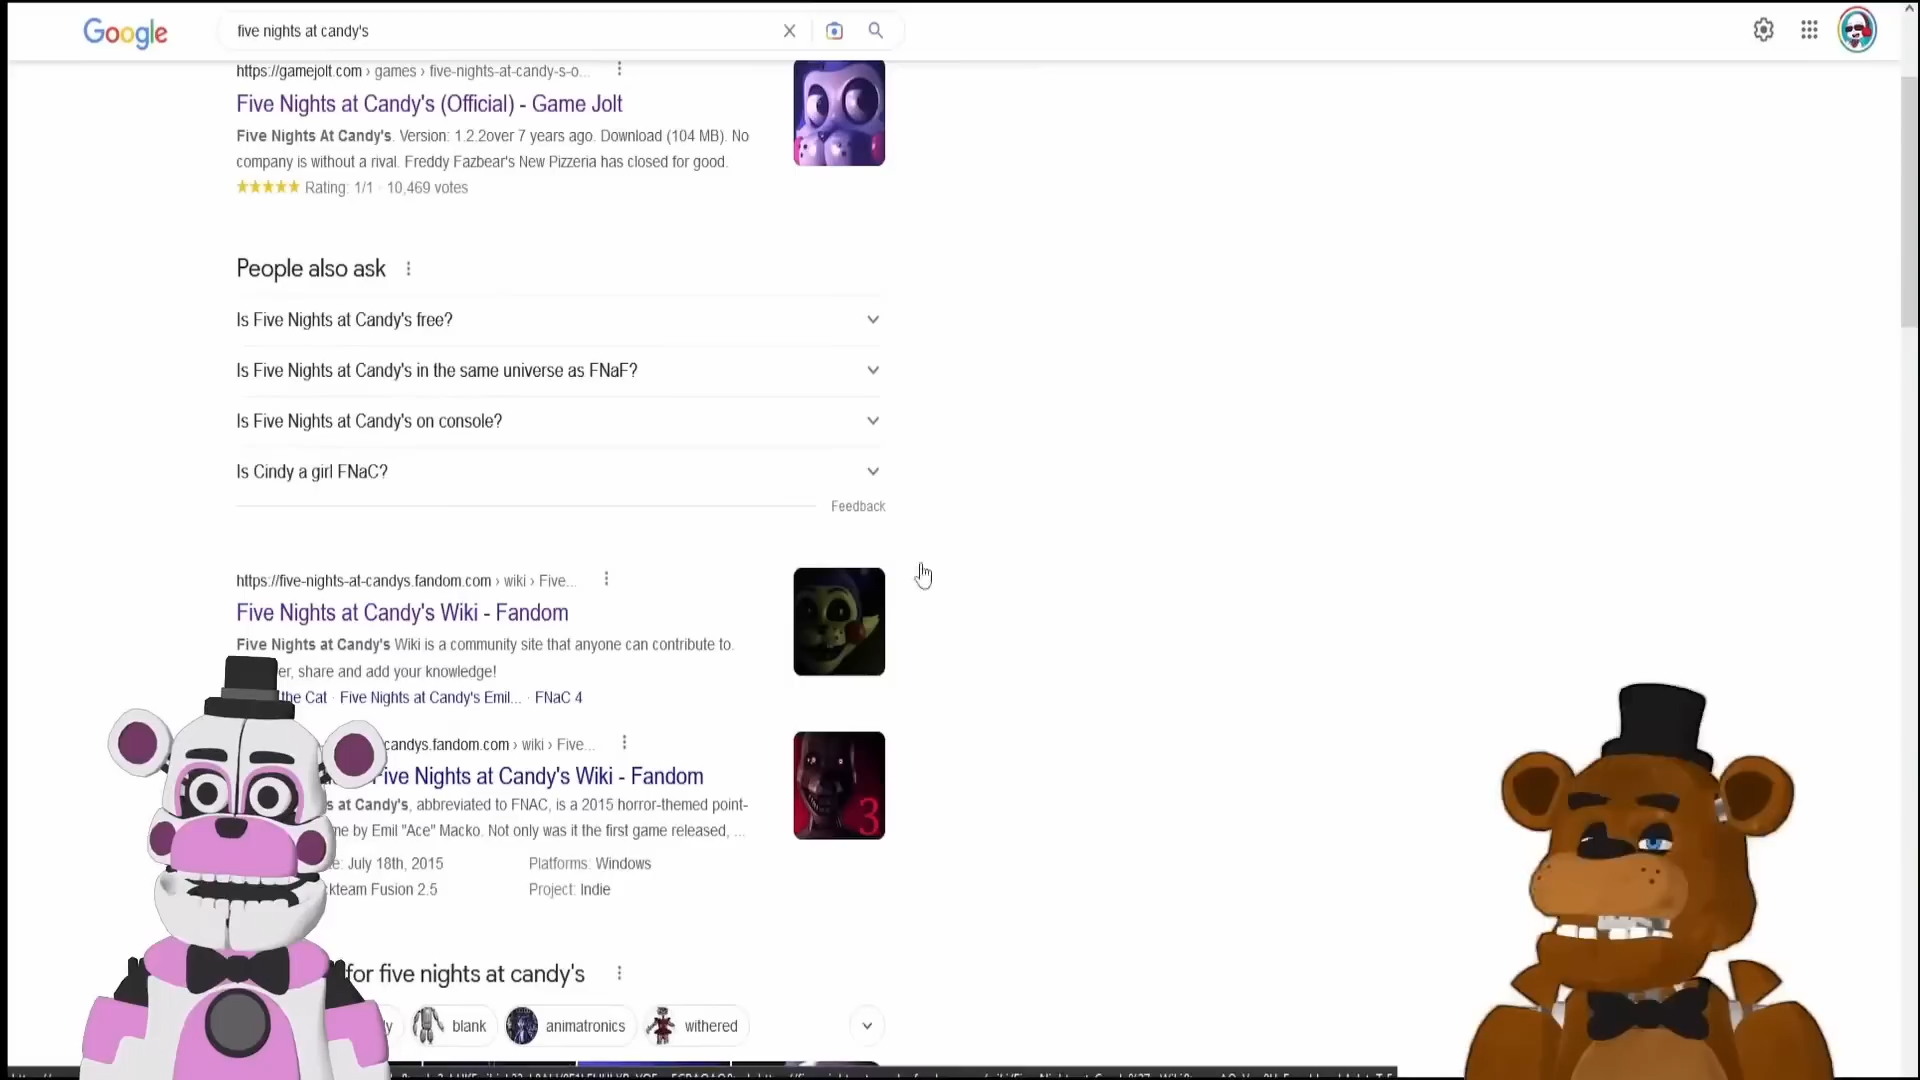 Google
five nights at candy's
https://gamejolt.com › games › five-nights-at-candy-s-o...
Five Nights at Candy's (Official) - Game Jolt
Five Nights At Candy's. Version: 1.2.2over 7 years ago. Download (104 MB). No
company is without a rival. Freddy Fazbear's New Pizzeria has closed for good.
Rating: 1/1 · 10,469 votes
People also ask
Is Five Nights at Candy's free?
Is Five Nights at Candy's in the same universe as FNaF?
Is Five Nights at Candy's on console?
Is Cindy a girl FNaC?
Feedback
https://five-nights-at-candys.fandom.com › wiki › Five...
Five Nights at Candy's Wiki - Fandom
Five Nights at Candy's Wiki is a community site that anyone can contribute to.
er, share and add your knowledge!
the Cat · Five Nights at Candy's Emil... · FNaC 4
candys.fandom.com › wiki › Five...
Five Nights at Candy's Wiki - Fandom
s at Candy's, abbreviated to FNAC, is a 2015 horror-themed point-
me by Emil "Ace" Macko. Not only was it the first game released, ...
3
e: July 18th, 2015
Platforms: Windows
kteam Fusion 2.5
Project: Indie
for five nights at candy's
y
blank
animatronics
withered